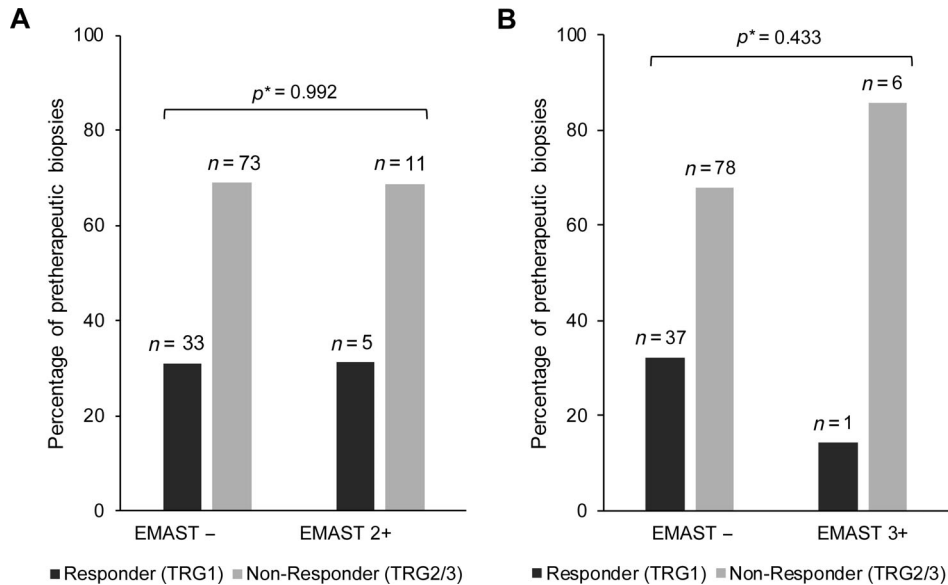 A
Percentage of pretherapeutic biopsies
100
80
60
40
20
0
p* = 0.992
n = 73
n = 11
n = 33
n = 5
EMAST –
EMAST 2+
■ Responder (TRG1) ■ Non-Responder (TRG2/3)
B
Percentage of pretherapeutic biopsies
100
80
60
40
20
0
p* = 0.433
n = 6
n = 78
n = 37
n = 1
EMAST –
EMAST 3+
■ Responder (TRG1) ■ Non-Responder (TRG2/3)